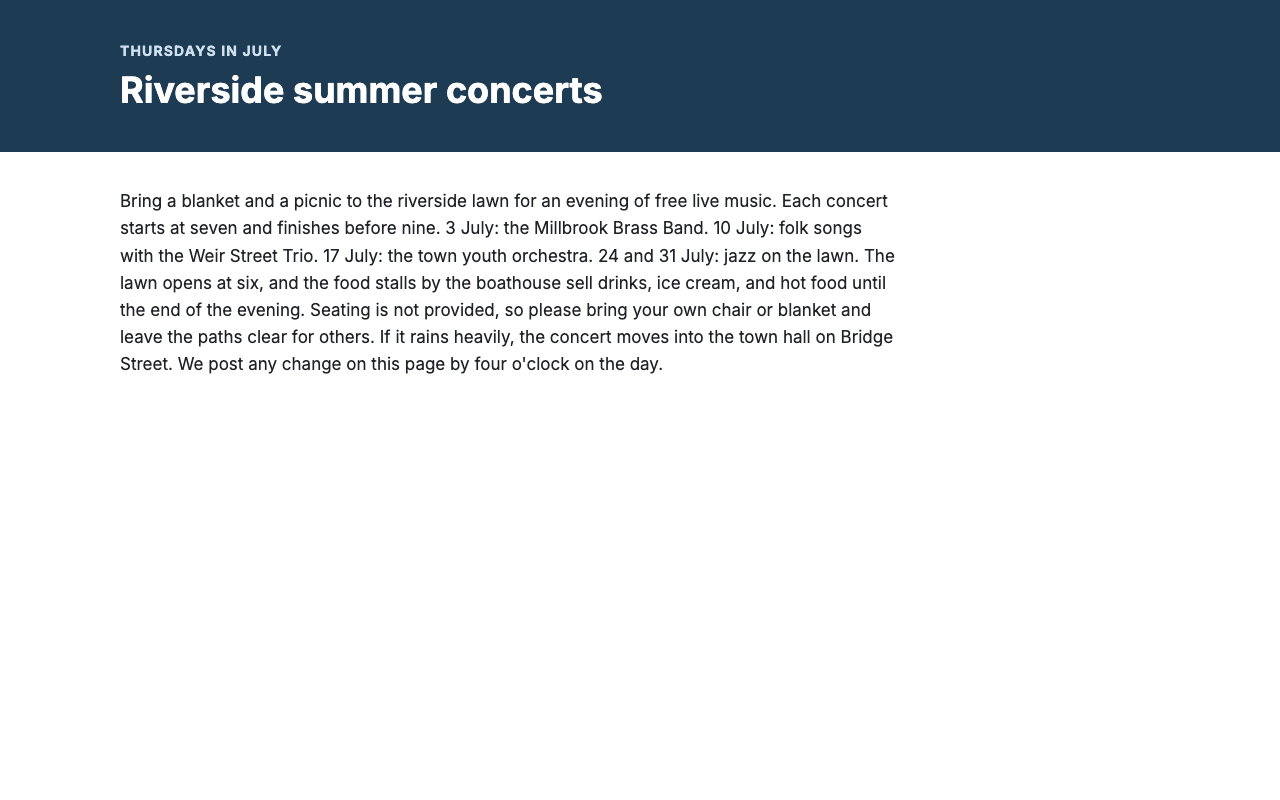 THURSDAYS IN JULY
Riverside summer concerts
Bring a blanket and a picnic to the riverside lawn for an evening of free live music. Each concert
starts at seven and finishes before nine. 3 July: the Millbrook Brass Band. 10 July: folk songs
with the Weir Street Trio. 17 July: the town youth orchestra. 24 and 31 July: jazz on the lawn. The
lawn opens at six, and the food stalls by the boathouse sell drinks, ice cream, and hot food until
the end of the evening. Seating is not provided, so please bring your own chair or blanket and
leave the paths clear for others. If it rains heavily, the concert moves into the town hall on Bridge
Street. We post any change on this page by four o'clock on the day.